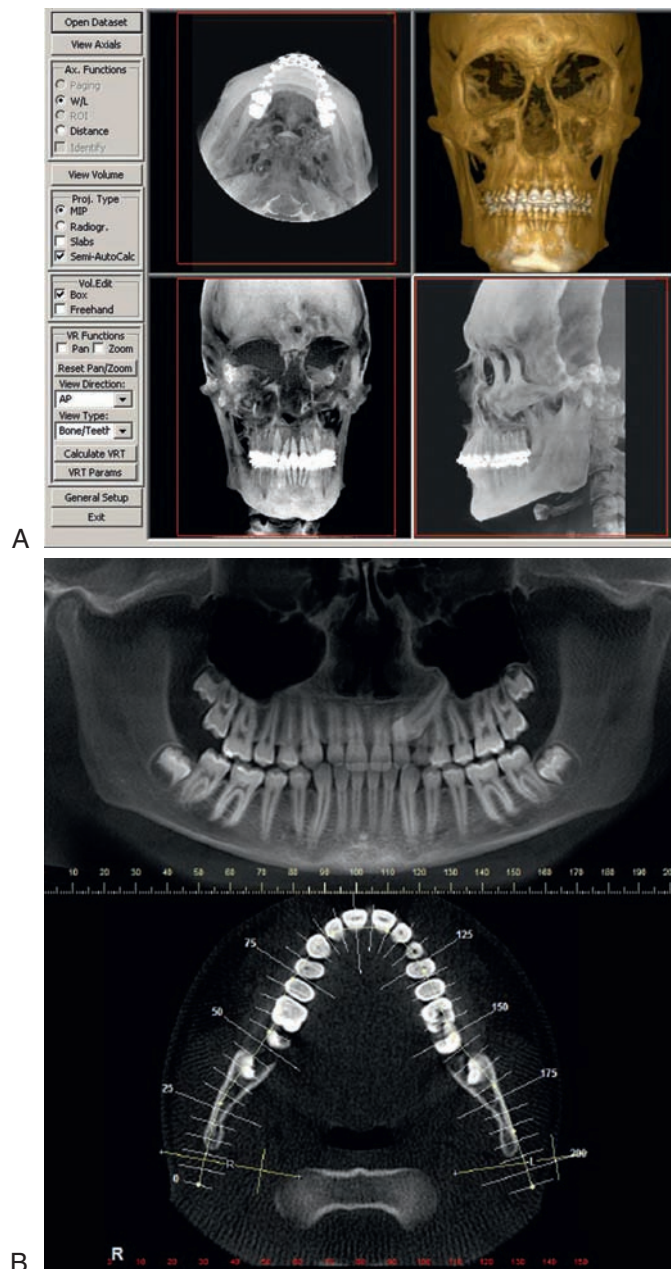 Open Dataset
View Axials
Ax. Functions
Paging
W/L
ROI
Distance
Identify
View Volume
Proj. Type
MIP
Radiogr.
Slabs
Semi-AutoCalc
Vol.Edit
Box
Freehand
VR Functions
Pan Zoom
Reset Pan/Zoom
View Direction:
AP
View Type:
Bone/Teeth
Calculate VRT
VRT Params
General Setup
Exit
A
10 20 30 40 50 60 70 80 90 100 110 120 130 140 150 160 170 180 190
75
125
50
150
25
175
R
L
200
0
R
B